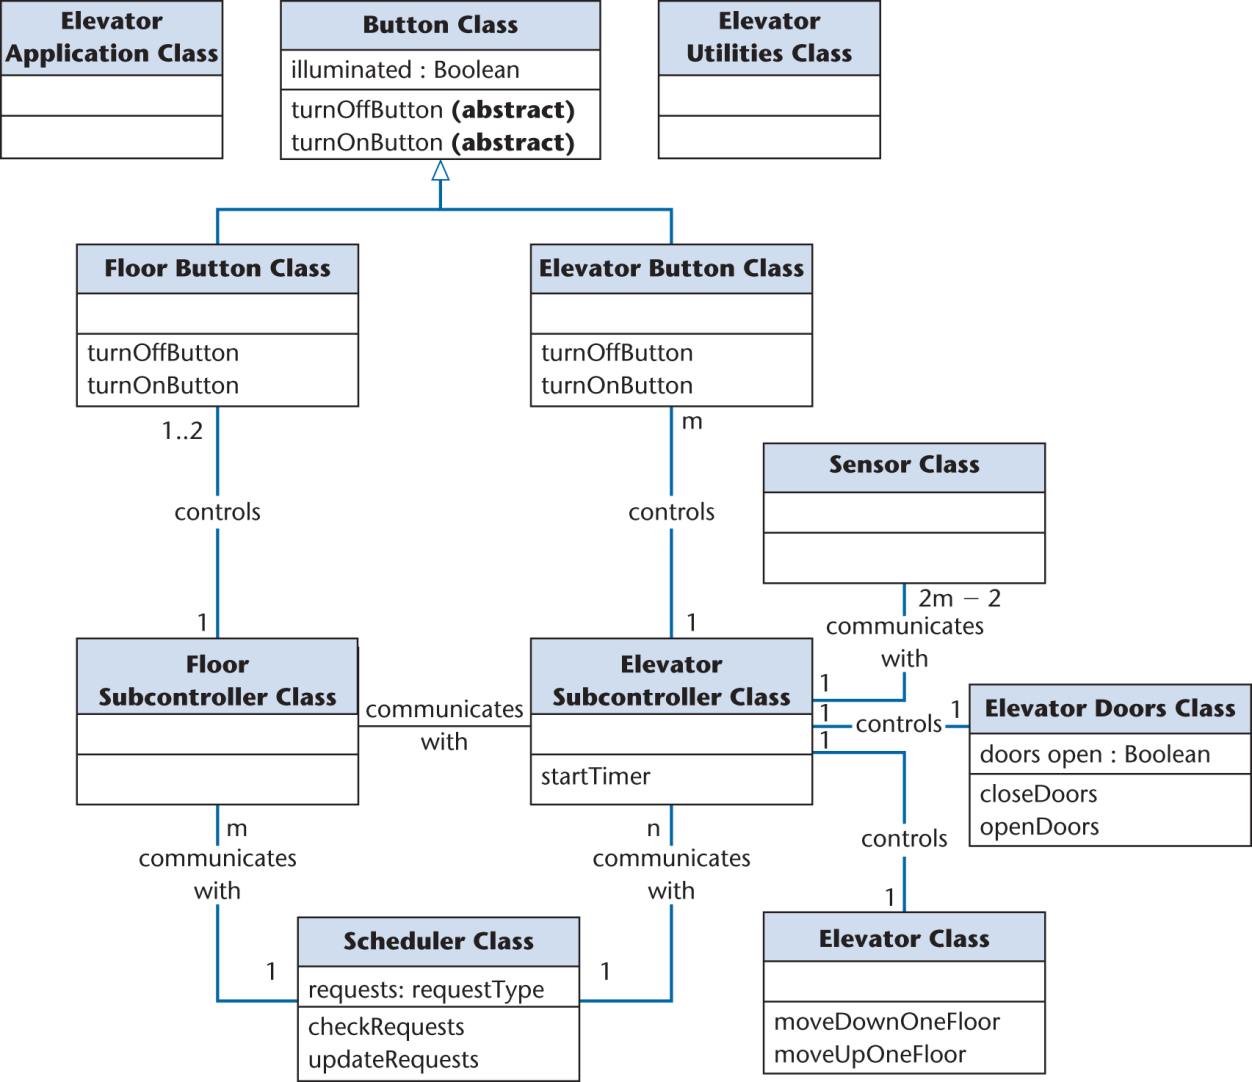 Elevator
Application Class
Button Class
illuminated : Boolean
turnOffButton (abstract)
turnOnButton (abstract)
Elevator
Utilities Class
Floor Button Class
turnOffButton
turnOnButton
Elevator Button Class
turnOffButton
turnOnButton
1..2
controls
1
m
controls
1
Sensor Class
2m − 2
communicates
with
1
Floor
Subcontroller Class
communicates
with
Elevator
Subcontroller Class
startTimer
1
controls
1
Elevator Doors Class
doors open : Boolean
closeDoors
openDoors
1
controls
1
m
communicates
with
1
n
communicates
with
1
Scheduler Class
requests: requestType
checkRequests
updateRequests
Elevator Class
moveDownOneFloor
moveUpOneFloor